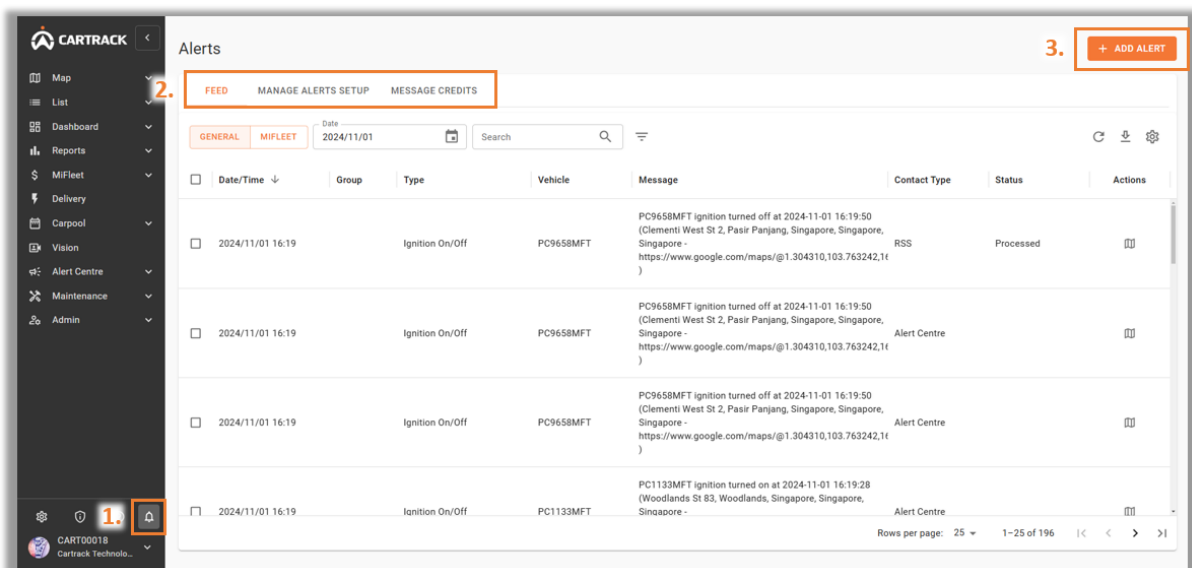 CARTRACK
Map
List
Dashboard
Reports
MiFleet
Delivery
Carpool
Vision
Alert Centre
Maintenance
Admin
1.
CART00018
Cartrack Technolo...
Alerts
3.
+ ADD ALERT
2.
FEED MANAGE ALERTS SETUP MESSAGE CREDITS
GENERAL MIFLEET
Date
2024/11/01
Search
Date/Time Group Type Vehicle Message Contact Type Status Actions
PC9658MFT ignition turned off at 2024-11-01 16:19:50
(Clementi West St 2, Pasir Panjang, Singapore, Singapore,
2024/11/01 16:19 Ignition On/Off PC9658MFT Singapore - RSS Processed
https://www.google.com/maps/@1.304310,103.763242,16
)
PC9658MFT ignition turned off at 2024-11-01 16:19:50
(Clementi West St 2, Pasir Panjang, Singapore, Singapore,
2024/11/01 16:19 Ignition On/Off PC9658MFT Singapore - Alert Centre
https://www.google.com/maps/@1.304310,103.763242,16
)
PC9658MFT ignition turned off at 2024-11-01 16:19:50
(Clementi West St 2, Pasir Panjang, Singapore, Singapore,
2024/11/01 16:19 Ignition On/Off PC9658MFT Singapore - Alert Centre
https://www.google.com/maps/@1.304310,103.763242,16
)
PC1133MFT ignition turned on at 2024-11-01 16:19:28
(Woodlands St 83, Woodlands, Singapore, Singapore,
2024/11/01 16:19 Ignition On/Off PC1133MFT Singapore - Alert Centre
Rows per page: 25 1–25 of 196